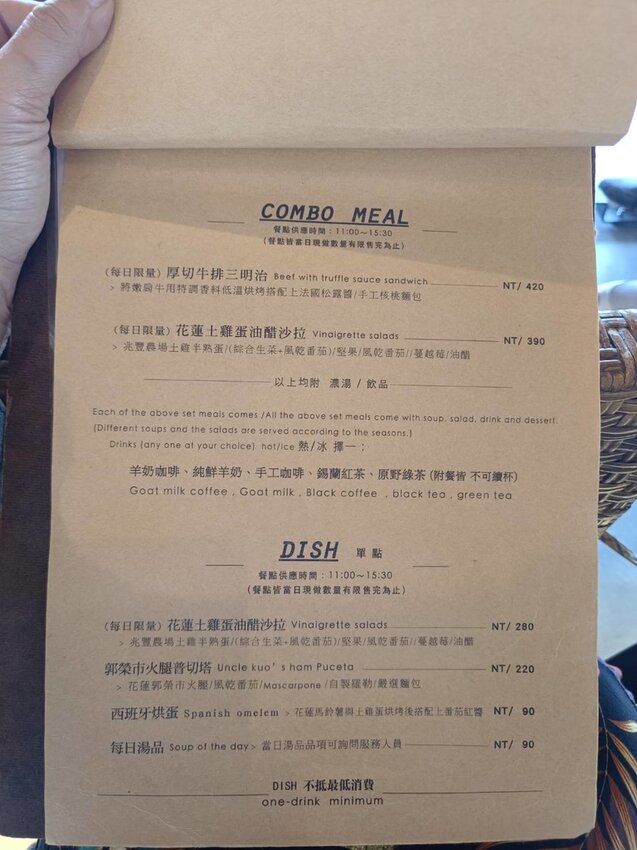 COMBO MEAL
餐點供應時間：11:00～15:30
(餐點皆當日現做數量有限售完為止)
(每日限量) 厚切牛排三明治 Beef with truffle sauce sandwich NT/ 420
> 將嫩肩牛用特調香料低溫烘烤搭配上法國松露醬/手工核桃麵包
(每日限量) 花蓮土雞蛋油醋沙拉 Vinaigrette salads NT/ 390
> 兆豐農場土雞半熟蛋/(綜合生菜+風乾番茄)/堅果/風乾番茄//蔓越莓/油醋
以上均附 濃湯 / 飲品
Each of the above set meals comes /All the above set meals come with soup, salad, drink and dessert.
(Different soups and the salads are served according to the seasons.)
Drinks (any one at your choice) hot/ice 熱/冰 擇一：
羊奶咖啡、純鮮羊奶、手工咖啡、錫蘭紅茶、原野綠茶 (附餐皆 不可續杯)
Goat milk coffee , Goat milk , Black coffee , black tea , green tea
DISH 單點
餐點供應時間：11:00～15:30
(餐點皆當日現做數量有限售完為止)
(每日限量) 花蓮土雞蛋油醋沙拉 Vinaigrette salads NT/ 280
> 兆豐農場土雞半熟蛋/(綜合生菜+風乾番茄)/堅果/風乾番茄//蔓越莓/油醋
郭榮市火腿普切塔 Uncle kuo's ham Puceta NT/ 220
> 花蓮郭榮市火腿/風乾番茄/Mascarpone /自製羅勒/嚴選麵包
西班牙烘蛋 Spanish omelem > 花蓮馬鈴薯與土雞蛋烘烤後搭配上番茄紅醬 NT/ 90
每日湯品 Soup of the day > 當日湯品品項可詢問服務人員 NT/ 90
DISH 不抵最低消費
one-drink minimum